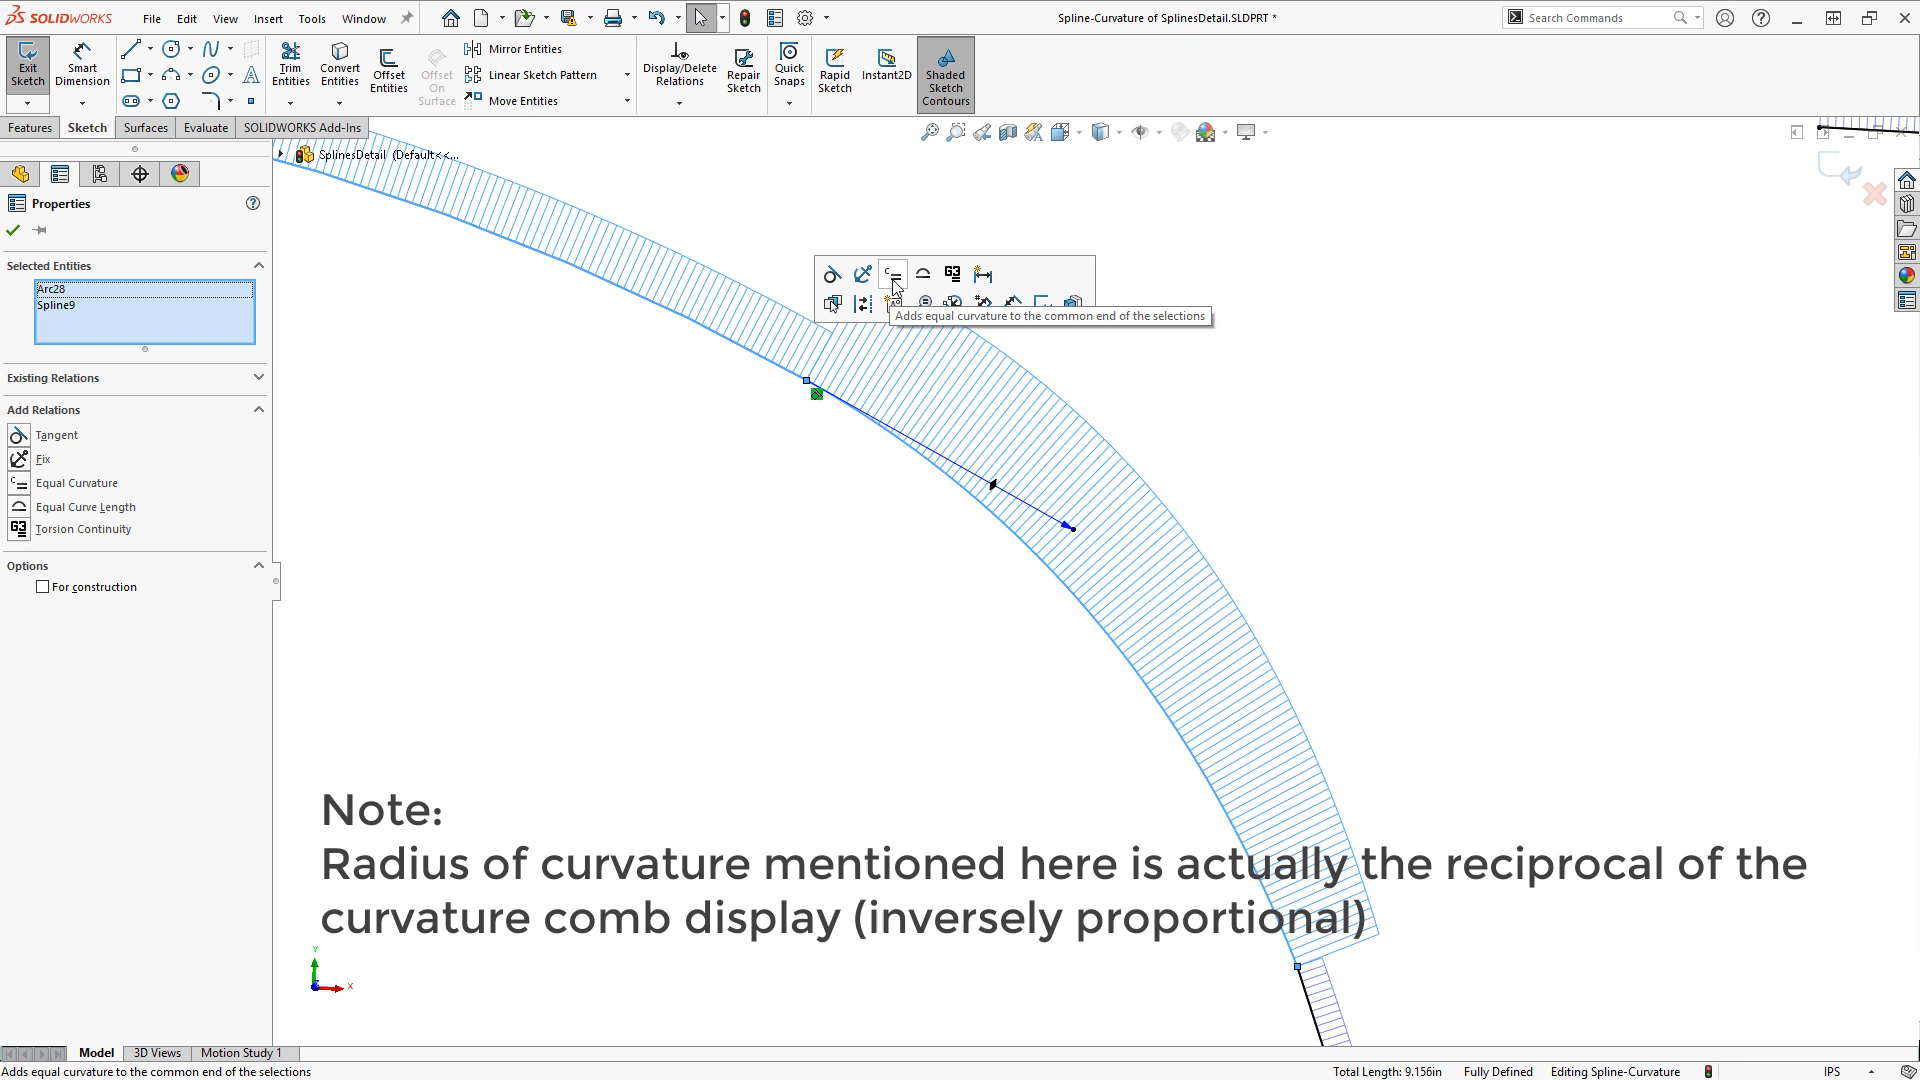 SOLIDWORKS
File Edit View Insert Tools Window
Spline-Curvature of SplinesDetail.SLDPRT *
Search Commands
Exit Sketch
Smart Dimension
Trim Entities
Convert Entities
Offset Entities
Offset On Surface
Mirror Entities
Linear Sketch Pattern
Move Entities
Display/Delete Relations
Repair Sketch
Quick Snaps
Rapid Sketch
Instant2D
Shaded Sketch Contours
Features Sketch Surfaces Evaluate SOLIDWORKS Add-Ins
SplinesDetail (Default<<...
Properties
Selected Entities
Arc28
Spline9
Existing Relations
Add Relations
Tangent
Fix
Equal Curvature
Equal Curve Length
G3 Torsion Continuity
Options
For construction
G3
Adds equal curvature to the common end of the selections
Note:
Radius of curvature mentioned here is actually the reciprocal of the
curvature comb display (inversely proportional)
Y
X
Model 3D Views Motion Study 1
Adds equal curvature to the common end of the selections
Total Length: 9.156in Fully Defined Editing Spline-Curvature IPS